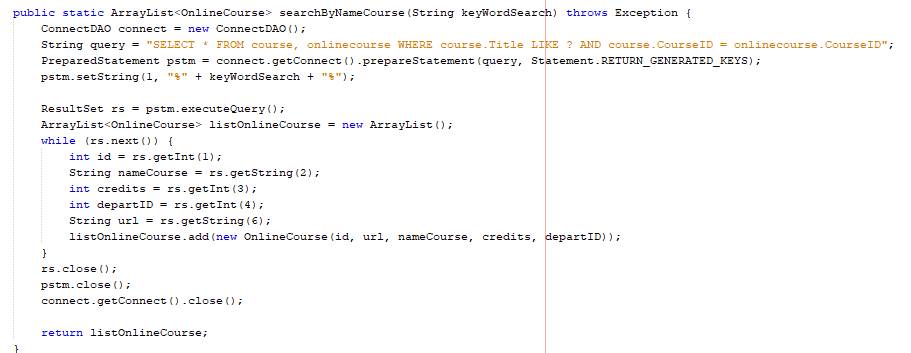 public static ArrayList<OnlineCourse> searchByNameCourse(String keyWordSearch) throws Exception {
    ConnectDAO connect = new ConnectDAO();
    String query = "SELECT * FROM course, onlinecourse WHERE course.Title LIKE ? AND course.CourseID = onlinecourse.CourseID";
    PreparedStatement pstm = connect.getConnect().prepareStatement(query, Statement.RETURN_GENERATED_KEYS);
    pstm.setString(1, "%" + keyWordSearch + "%");

    ResultSet rs = pstm.executeQuery();
    ArrayList<OnlineCourse> listOnlineCourse = new ArrayList();
    while (rs.next()) {
        int id = rs.getInt(1);
        String nameCourse = rs.getString(2);
        int credits = rs.getInt(3);
        int departID = rs.getInt(4);
        String url = rs.getString(6);
        listOnlineCourse.add(new OnlineCourse(id, url, nameCourse, credits, departID));
    }
    rs.close();
    pstm.close();
    connect.getConnect().close();

    return listOnlineCourse;
}